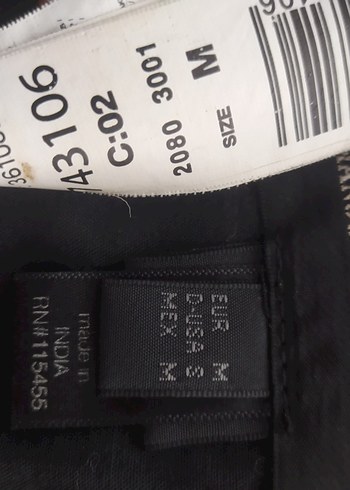 43106
C:02
2080 3001
SIZE M
EUR M
D-USA S
MEX M
made in
INDIA
RN#115455